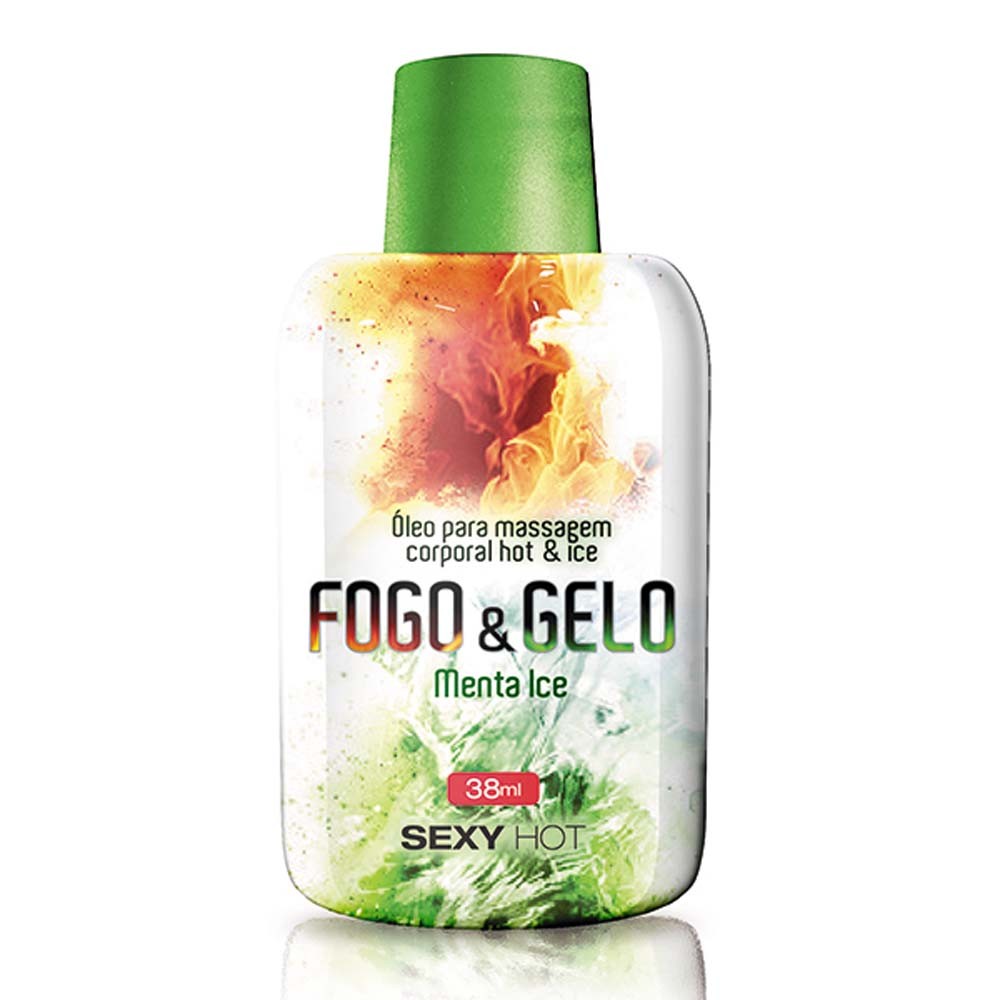 Óleo para massagem
corporal hot & ice
FOGO & GELO
Menta Ice
38ml
SEXY HOT